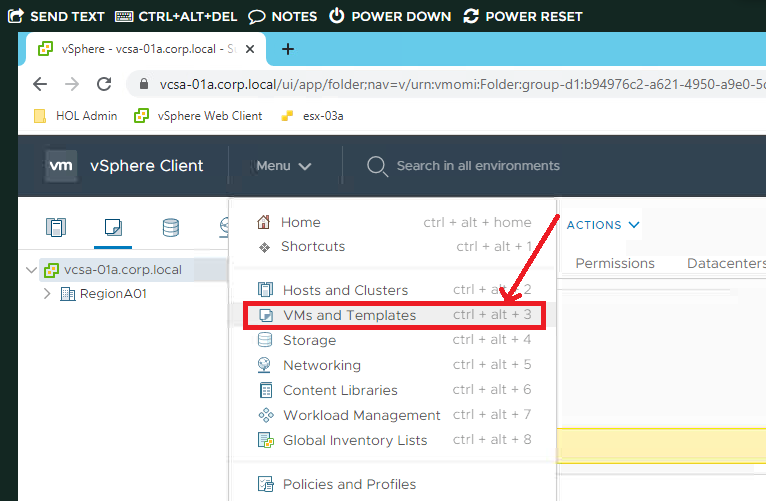 SEND TEXT CTRL+ALT+DEL NOTES POWER DOWN POWER RESET
vSphere - vcsa-01a.corp.local - S
vcsa-01a.corp.local/ui/app/folder;nav=v/urn:vmomi:Folder:group-d1:b94976c2-a621-4950-a9e0-5
HOL Admin vSphere Web Client esx-03a
vm vSphere Client Menu Search in all environments
Home ctrl + alt + home
ACTIONS
Shortcuts ctrl + alt + 1
Permissions Datacenters
vcsa-01a.corp.local
RegionA01
Hosts and Clusters ctrl + alt + 2
VMs and Templates ctrl + alt + 3
Storage ctrl + alt + 4
Networking ctrl + alt + 5
Content Libraries ctrl + alt + 6
Workload Management ctrl + alt + 7
Global Inventory Lists ctrl + alt + 8
Policies and Profiles